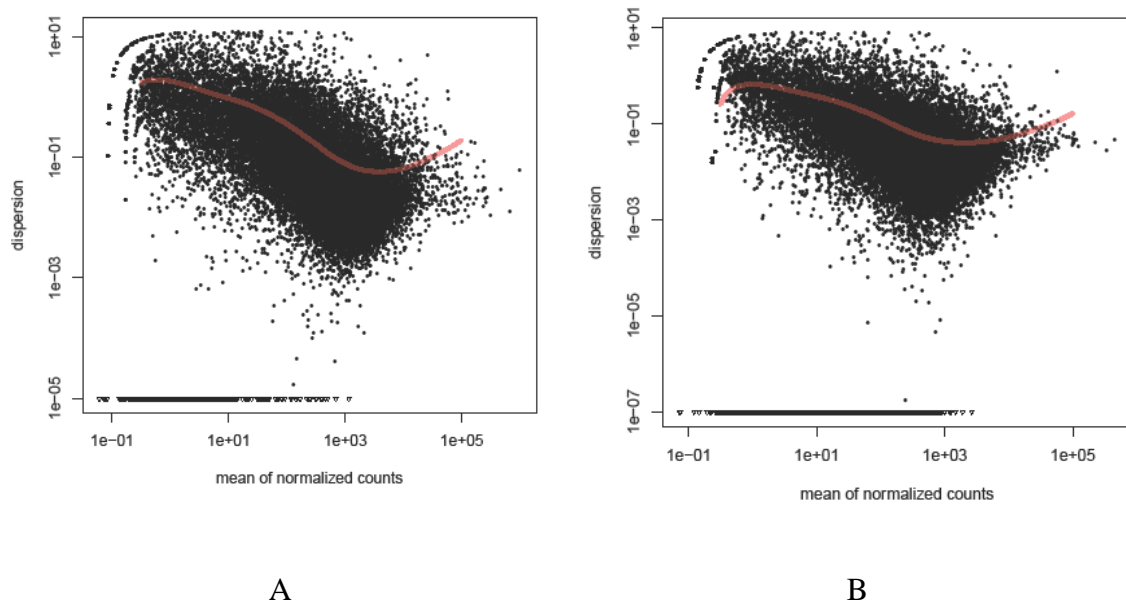 1e+01
1e−01
1e−03
1e−05
dispersion
1e−01
1e+01
1e+03
1e+05
mean of normalized counts
A
1e+01
1e−01
1e−03
1e−05
1e−07
dispersion
1e−01
1e+01
1e+03
1e+05
mean of normalized counts
B